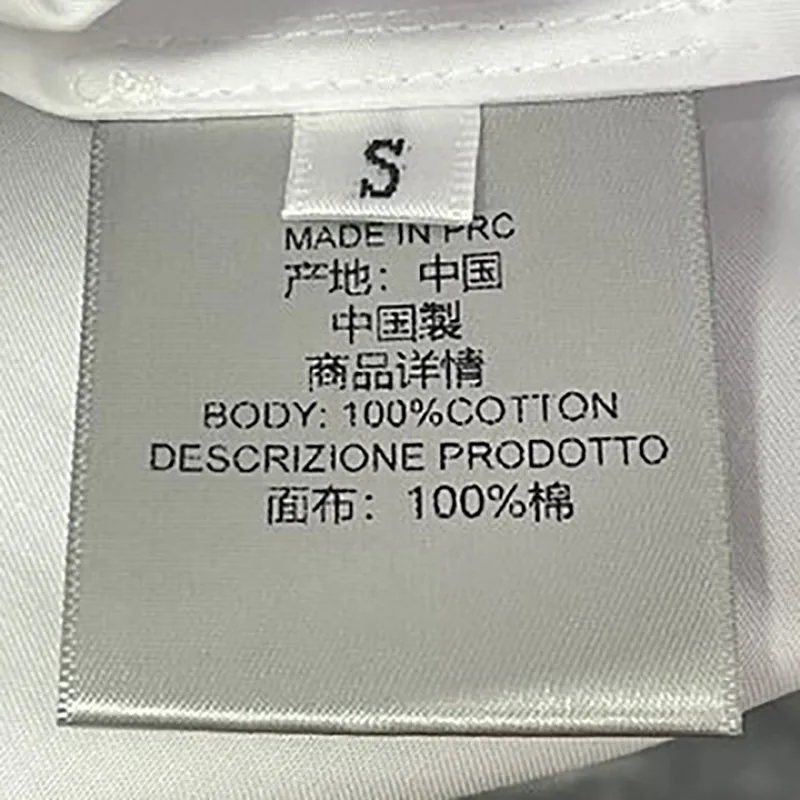 S
MADE IN PRC
产地：中国
中国製
商品详情
BODY: 100%COTTON
DESCRIZIONE PRODOTTO
面布：100%棉